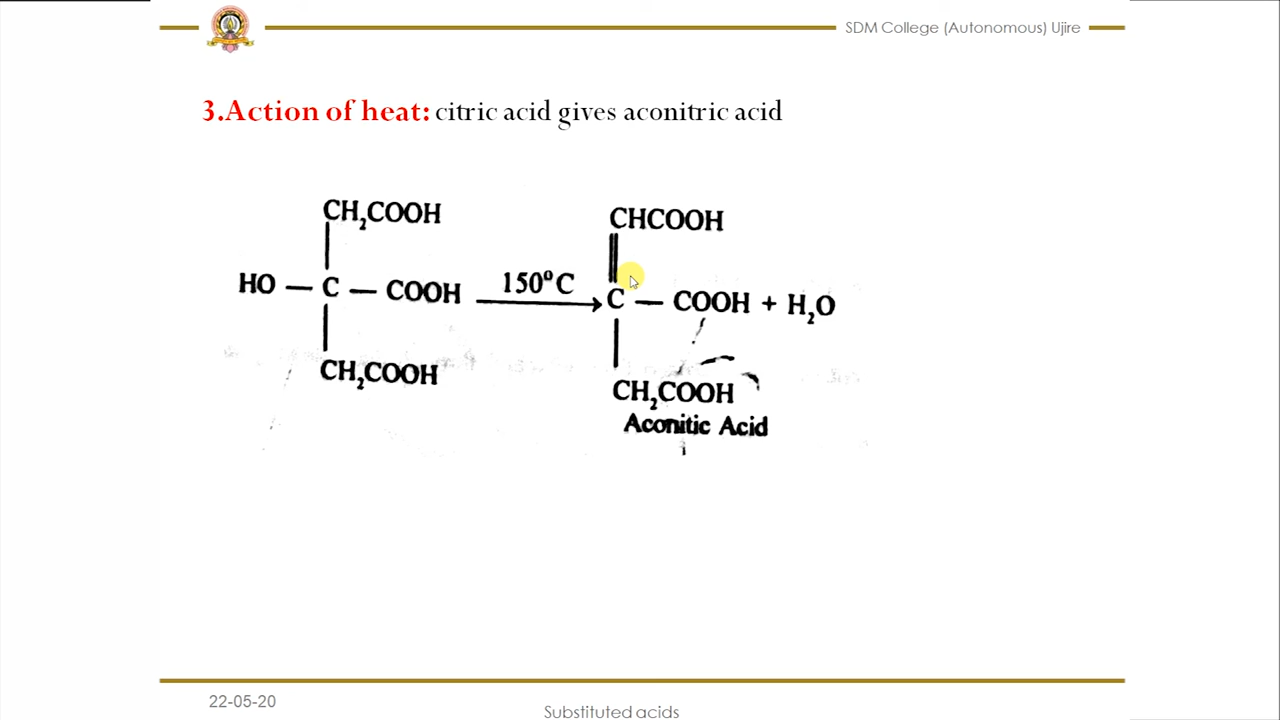 SDM College (Autonomous) Ujire
3.Action of heat: citric acid gives aconitric acid
CH₂COOH
CHCOOH
HO — C — COOH
150⁰C
C — COOH + H₂O
CH₂COOH
CH₂COOH
Aconitic Acid
22-05-20
Substituted acids